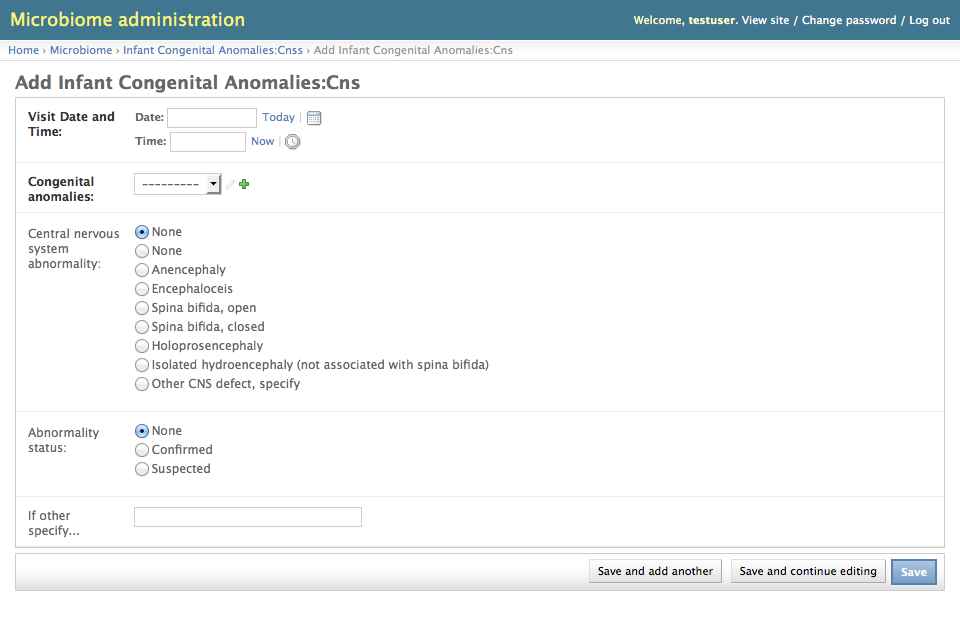 Microbiome administration
Welcome, testuser. View site / Change password / Log out
Home › Microbiome › Infant Congenital Anomalies:Cnss › Add Infant Congenital Anomalies:Cns
Add Infant Congenital Anomalies:Cns
Visit Date and
Time:
Date:
Today |
Time:
Now |
Congenital
anomalies:
---------
Central nervous
system
abnormality:
None
None
Anencephaly
Encephaloceis
Spina bifida, open
Spina bifida, closed
Holoprosencephaly
Isolated hydroencephaly (not associated with spina bifida)
Other CNS defect, specify
Abnormality
status:
None
Confirmed
Suspected
If other
specify...
Save and add another
Save and continue editing
Save